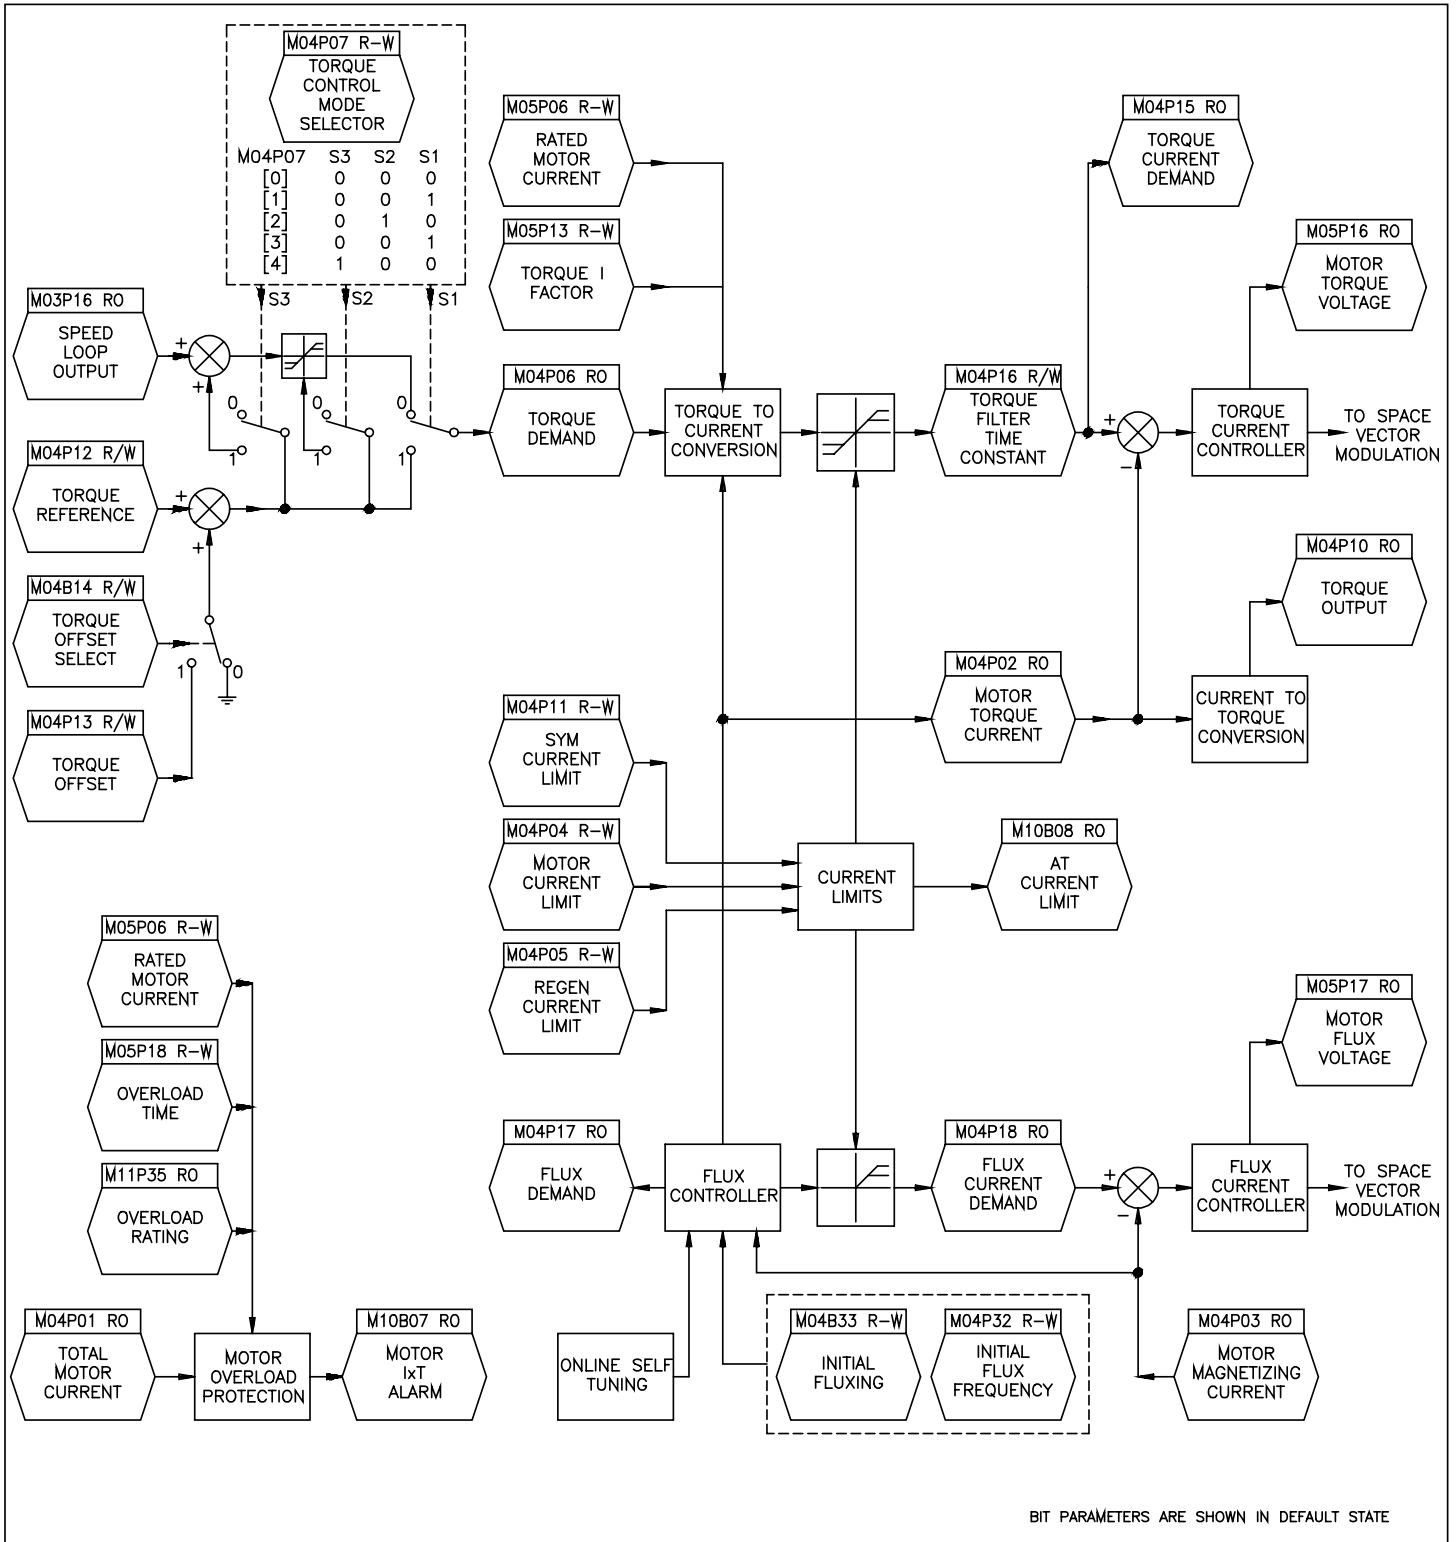 M04P07 R-W
TORQUE
CONTROL
MODE
SELECTOR
M04P07 S3 S2 S1
[0] 0 0 0
[1] 0 0 1
[2] 0 1 0
[3] 0 0 1
[4] 1 0 0
S3 S2 S1
M03P16 RO
SPEED
LOOP
OUTPUT
+
+
0 0 0
1 1 1
M04P12 R/W
TORQUE
REFERENCE
+
+
M04B14 R/W
TORQUE
OFFSET
SELECT
1 0
M04P13 R/W
TORQUE
OFFSET
M05P06 R-W
RATED
MOTOR
CURRENT
M05P13 R-W
TORQUE I
FACTOR
M04P06 RO
TORQUE
DEMAND
TORQUE TO
CURRENT
CONVERSION
M04P16 R/W
TORQUE
FILTER
TIME
CONSTANT
M04P15 RO
TORQUE
CURRENT
DEMAND
M05P16 RO
MOTOR
TORQUE
VOLTAGE
+
-
TORQUE
CURRENT
CONTROLLER
TO SPACE
VECTOR
MODULATION
M04P10 RO
TORQUE
OUTPUT
M04P02 RO
MOTOR
TORQUE
CURRENT
CURRENT TO
TORQUE
CONVERSION
M04P11 R-W
SYM
CURRENT
LIMIT
M04P04 R-W
MOTOR
CURRENT
LIMIT
M04P05 R-W
REGEN
CURRENT
LIMIT
CURRENT
LIMITS
M10B08 RO
AT
CURRENT
LIMIT
M05P06 R-W
RATED
MOTOR
CURRENT
M05P18 R-W
OVERLOAD
TIME
M11P35 RO
OVERLOAD
RATING
M04P01 RO
TOTAL
MOTOR
CURRENT
MOTOR
OVERLOAD
PROTECTION
M10B07 RO
MOTOR
IxT
ALARM
M04P17 RO
FLUX
DEMAND
FLUX
CONTROLLER
M04P18 RO
FLUX
CURRENT
DEMAND
M05P17 RO
MOTOR
FLUX
VOLTAGE
+
-
FLUX
CURRENT
CONTROLLER
TO SPACE
VECTOR
MODULATION
ONLINE SELF
TUNING
M04B33 R-W
INITIAL
FLUXING
M04P32 R-W
INITIAL
FLUX
FREQUENCY
M04P03 RO
MOTOR
MAGNETIZING
CURRENT
BIT PARAMETERS ARE SHOWN IN DEFAULT STATE